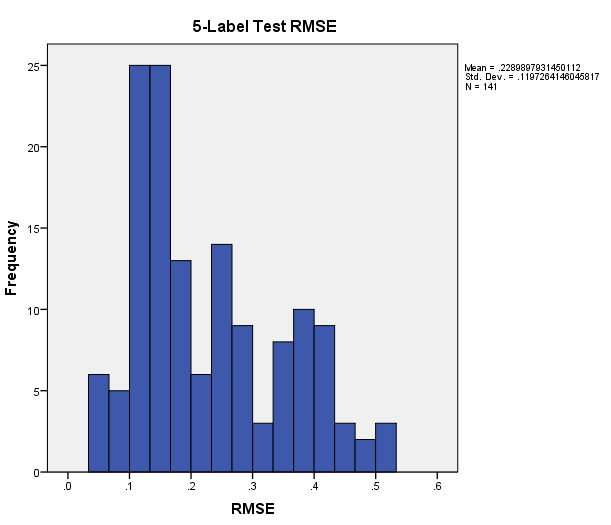 5-Label Test RMSE
Mean = .2289897931450112
Std. Dev. = .1197264146045817
N = 141
Frequency
25
20
15
10
5
0
.0 .1 .2 .3 .4 .5 .6
RMSE